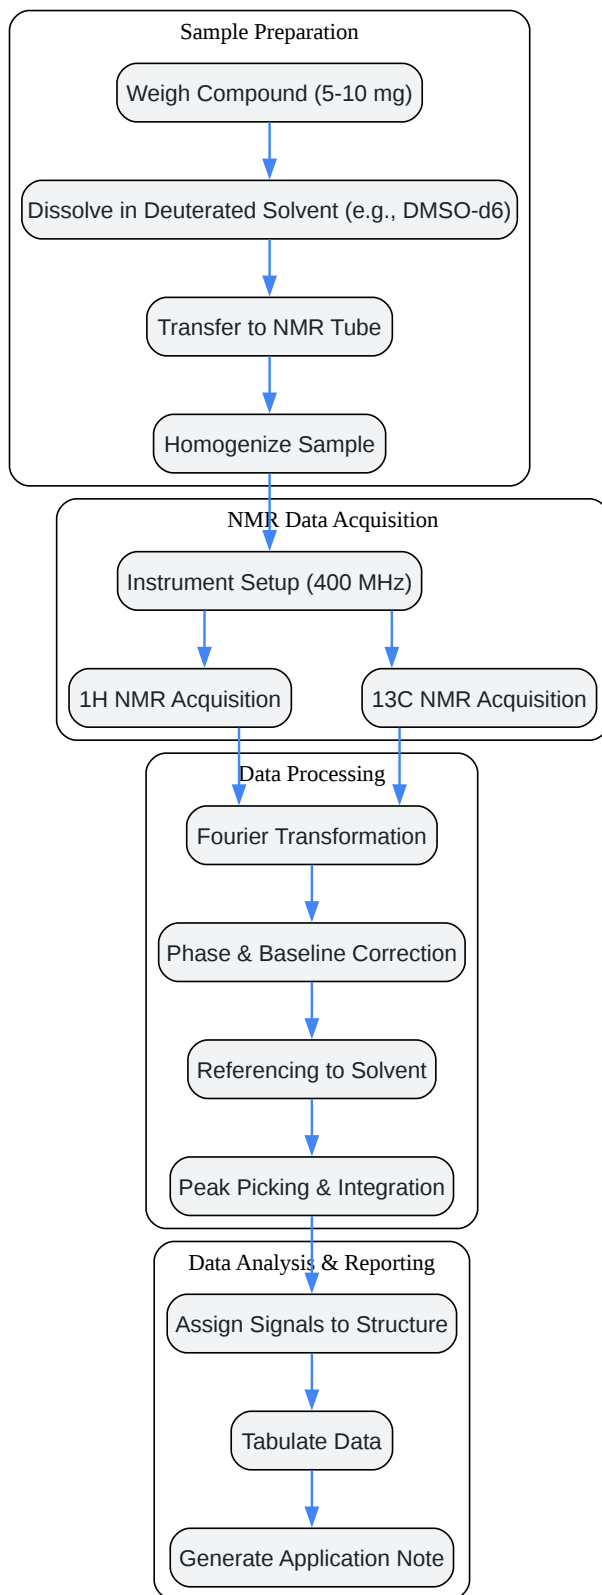 Sample Preparation
Weigh Compound (5-10 mg)
Dissolve in Deuterated Solvent (e.g., DMSO-d6)
Transfer to NMR Tube
Homogenize Sample
NMR Data Acquisition
Instrument Setup (400 MHz)
1H NMR Acquisition
13C NMR Acquisition
Data Processing
Fourier Transformation
Phase & Baseline Correction
Referencing to Solvent
Peak Picking & Integration
Data Analysis & Reporting
Assign Signals to Structure
Tabulate Data
Generate Application Note